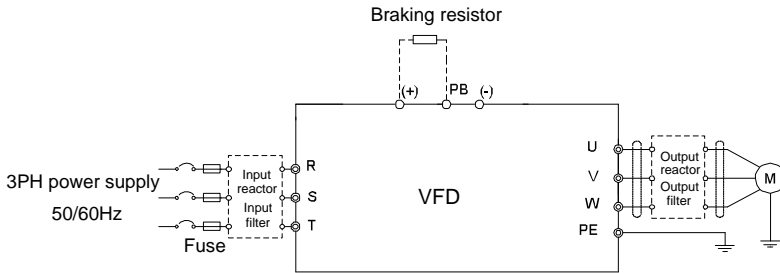 Braking resistor
(+)
PB
(-)
3PH power supply
50/60Hz
Fuse
Input
reactor
Input
filter
R
S
T
VFD
U
V
W
PE
Output
reactor
Output
filter
M